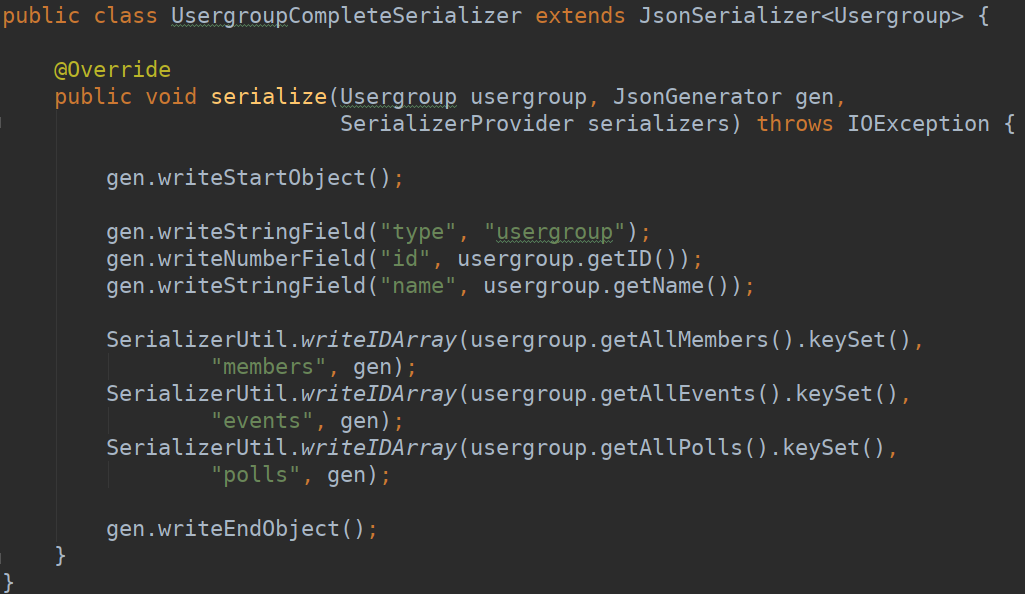 public class UsergroupCompleteSerializer extends JsonSerializer<Usergroup> {
@Override
public void serialize(Usergroup usergroup, JsonGenerator gen,
SerializerProvider serializers) throws IOException {
gen.writeStartObject();
gen.writeStringField("type", "usergroup");
gen.writeNumberField("id", usergroup.getID());
gen.writeStringField("name", usergroup.getName());
SerializerUtil.writeIDArray(usergroup.getAllMembers().keySet(),
"members", gen);
SerializerUtil.writeIDArray(usergroup.getAllEvents().keySet(),
"events", gen);
SerializerUtil.writeIDArray(usergroup.getAllPolls().keySet(),
"polls", gen);
gen.writeEndObject();
}
}